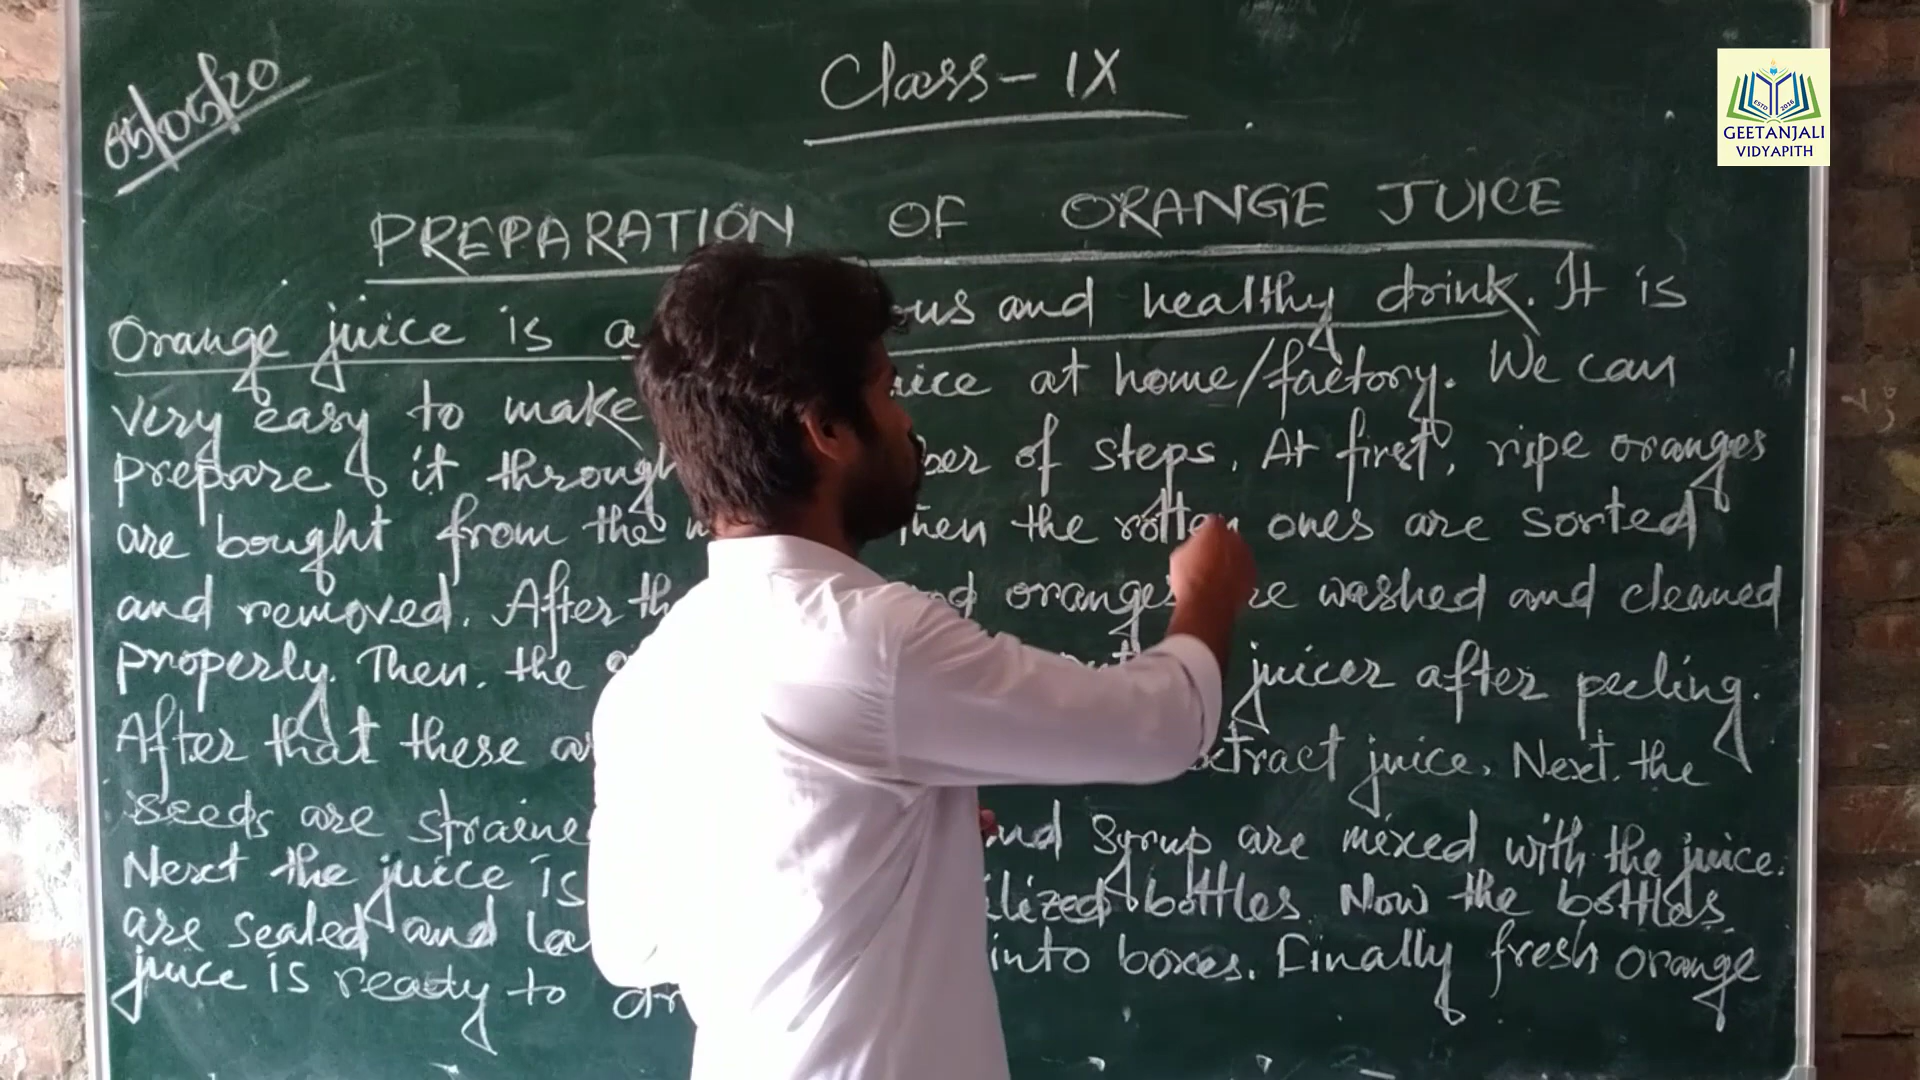 05/05/20
Class - IX
GEETANJALI
VIDYAPITH
ESTD 2016
PREPARATION OF ORANGE JUICE
Orange juice is a ous and healthy drink. It is
very easy to make uice at home/factory. We can
prepare it through ber of steps. At first, ripe oranges
are bought from the hen the rotten ones are sorted
and removed. After oranges washed and cleaned
properly. Then, the juicer after peeling.
After that these juice. Next, the
seeds are and syrup are mixed with the juice.
Next the juice is lized bottles. Now the bottles
are sealed and into boxes. Finally fresh orange
juice is ready to